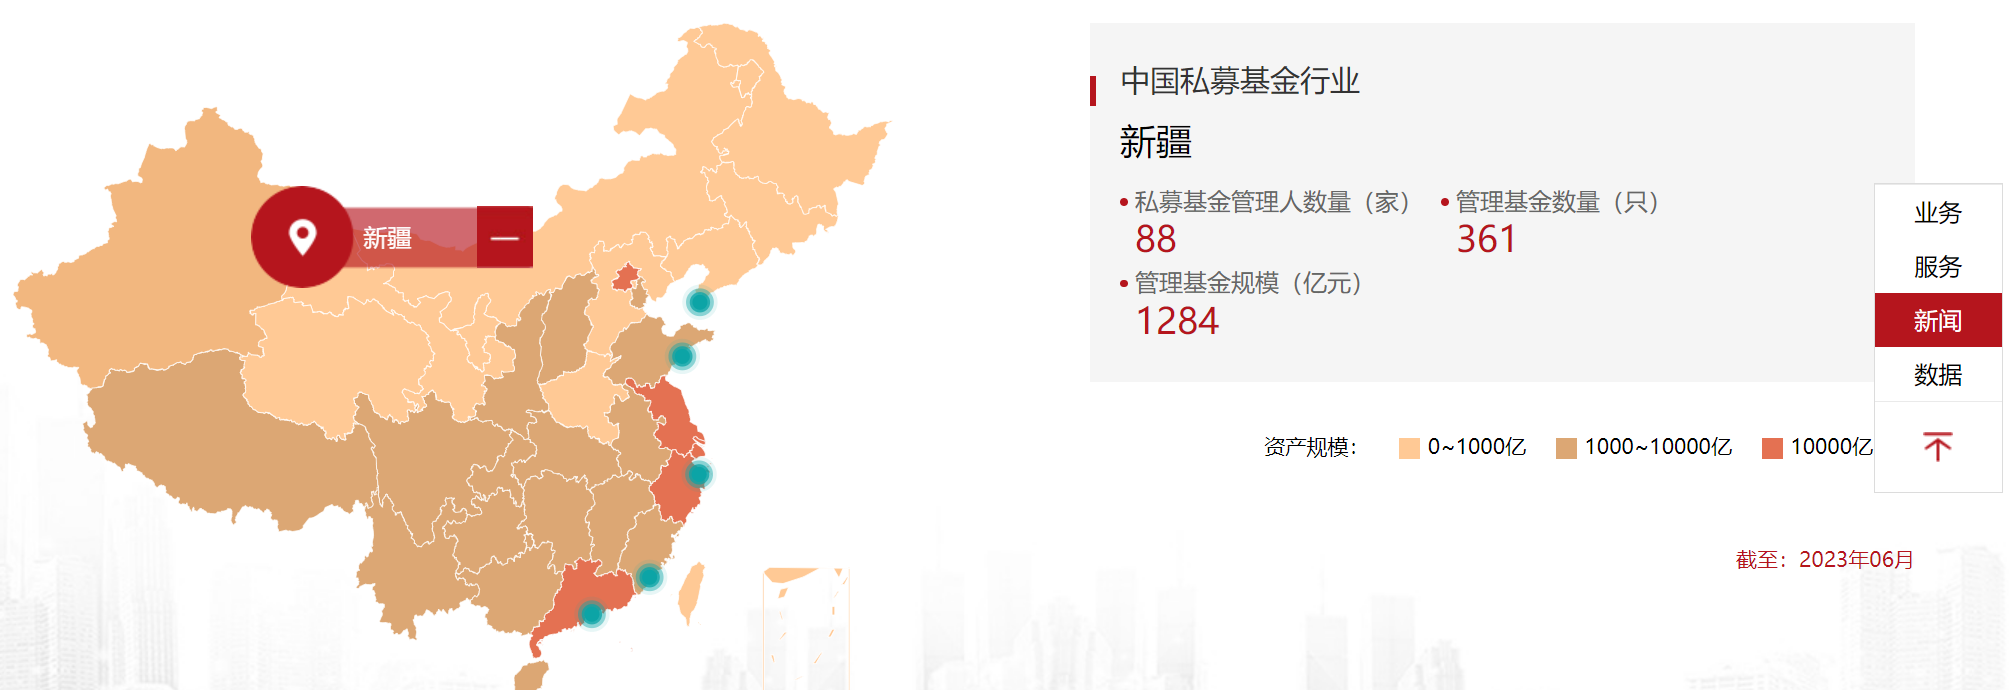 新疆
中国私募基金行业
新疆
私募基金管理人数量（家）
88
管理基金数量（只）
361
管理基金规模（亿元）
1284
资产规模：
0~1000亿
1000~10000亿
10000亿
截至：2023年06月
业务
服务
新闻
数据